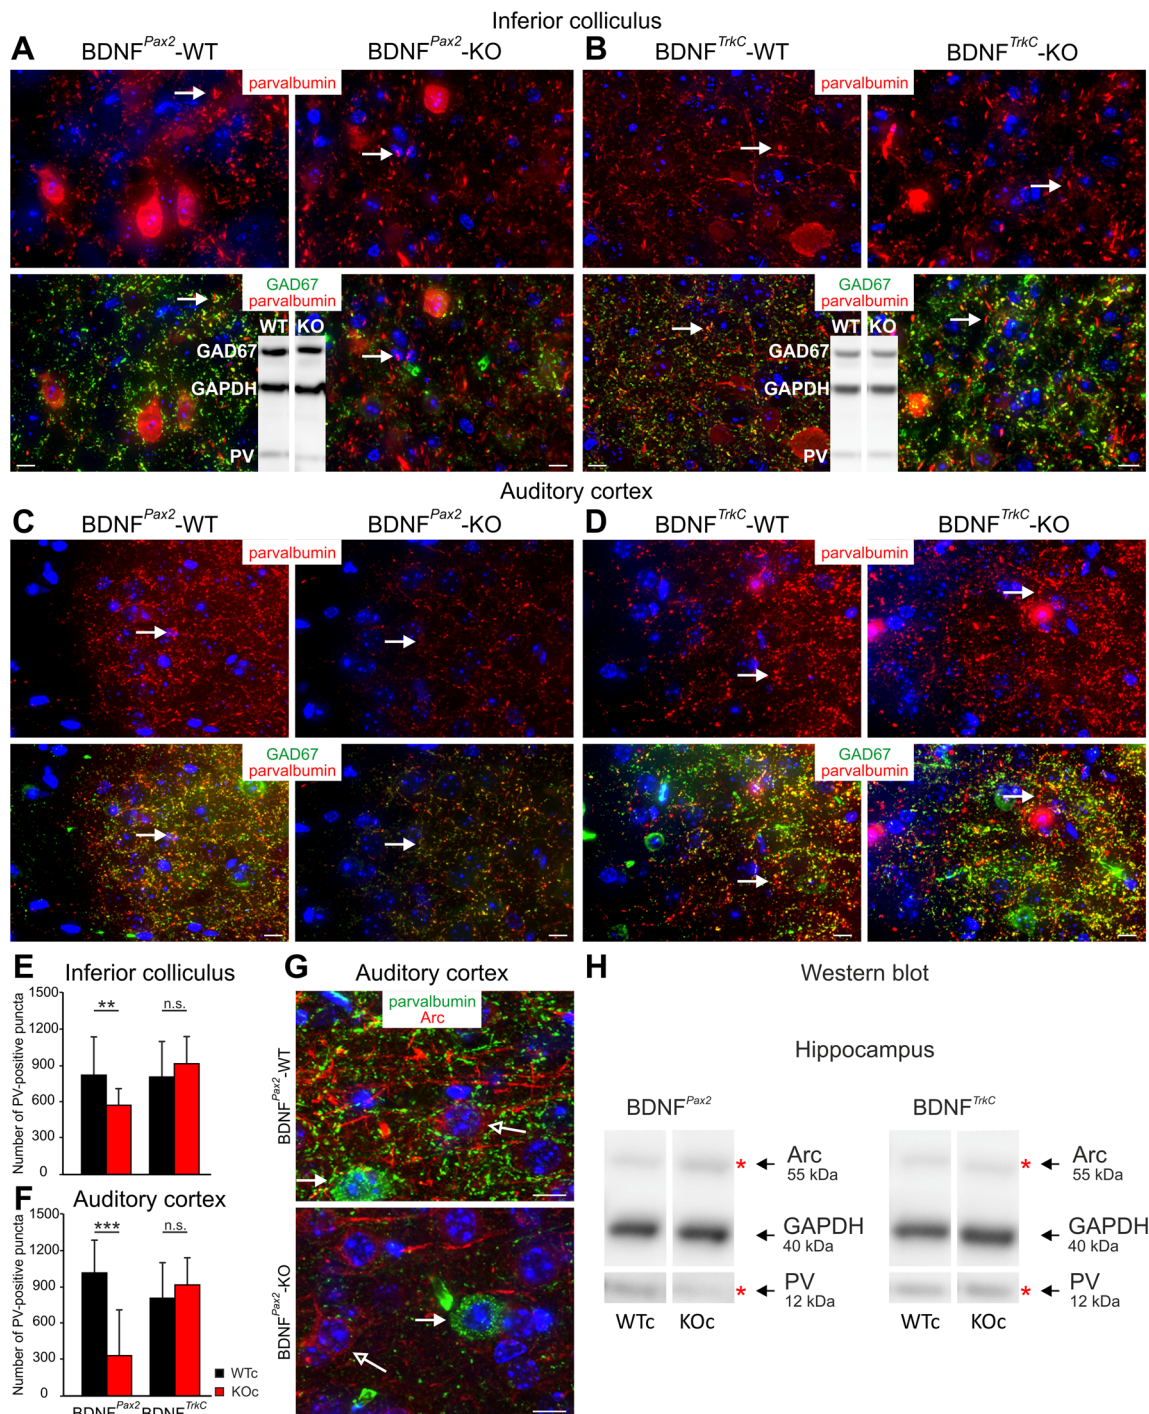 Inferior colliculus
A
BDNFPax2-WT
BDNFPax2-KO
B
BDNFTrkC-WT
BDNFTrkC-KO
parvalbumin
parvalbumin
GAD67
parvalbumin
WT KO
GAD67
GAPDH
PV
GAD67
parvalbumin
WT KO
GAD67
GAPDH
PV
Auditory cortex
C
BDNFPax2-WT
BDNFPax2-KO
D
BDNFTrkC-WT
BDNFTrkC-KO
parvalbumin
parvalbumin
GAD67
parvalbumin
GAD67
parvalbumin
E
Inferior colliculus
Number of PV-positive puncta
1500
1200
900
600
300
0
**
n.s.
F
Auditory cortex
Number of PV-positive puncta
1500
1200
900
600
300
0
***
n.s.
WTc
KOc
BDNFPax2 BDNFTrkC
G
Auditory cortex
parvalbumin
Arc
BDNFPax2-WT
BDNFPax2-KO
H
Western blot
Hippocampus
BDNFPax2
BDNFTrkC
* Arc
55 kDa
GAPDH
40 kDa
* PV
12 kDa
WTc KOc
* Arc
55 kDa
GAPDH
40 kDa
* PV
12 kDa
WTc KOc